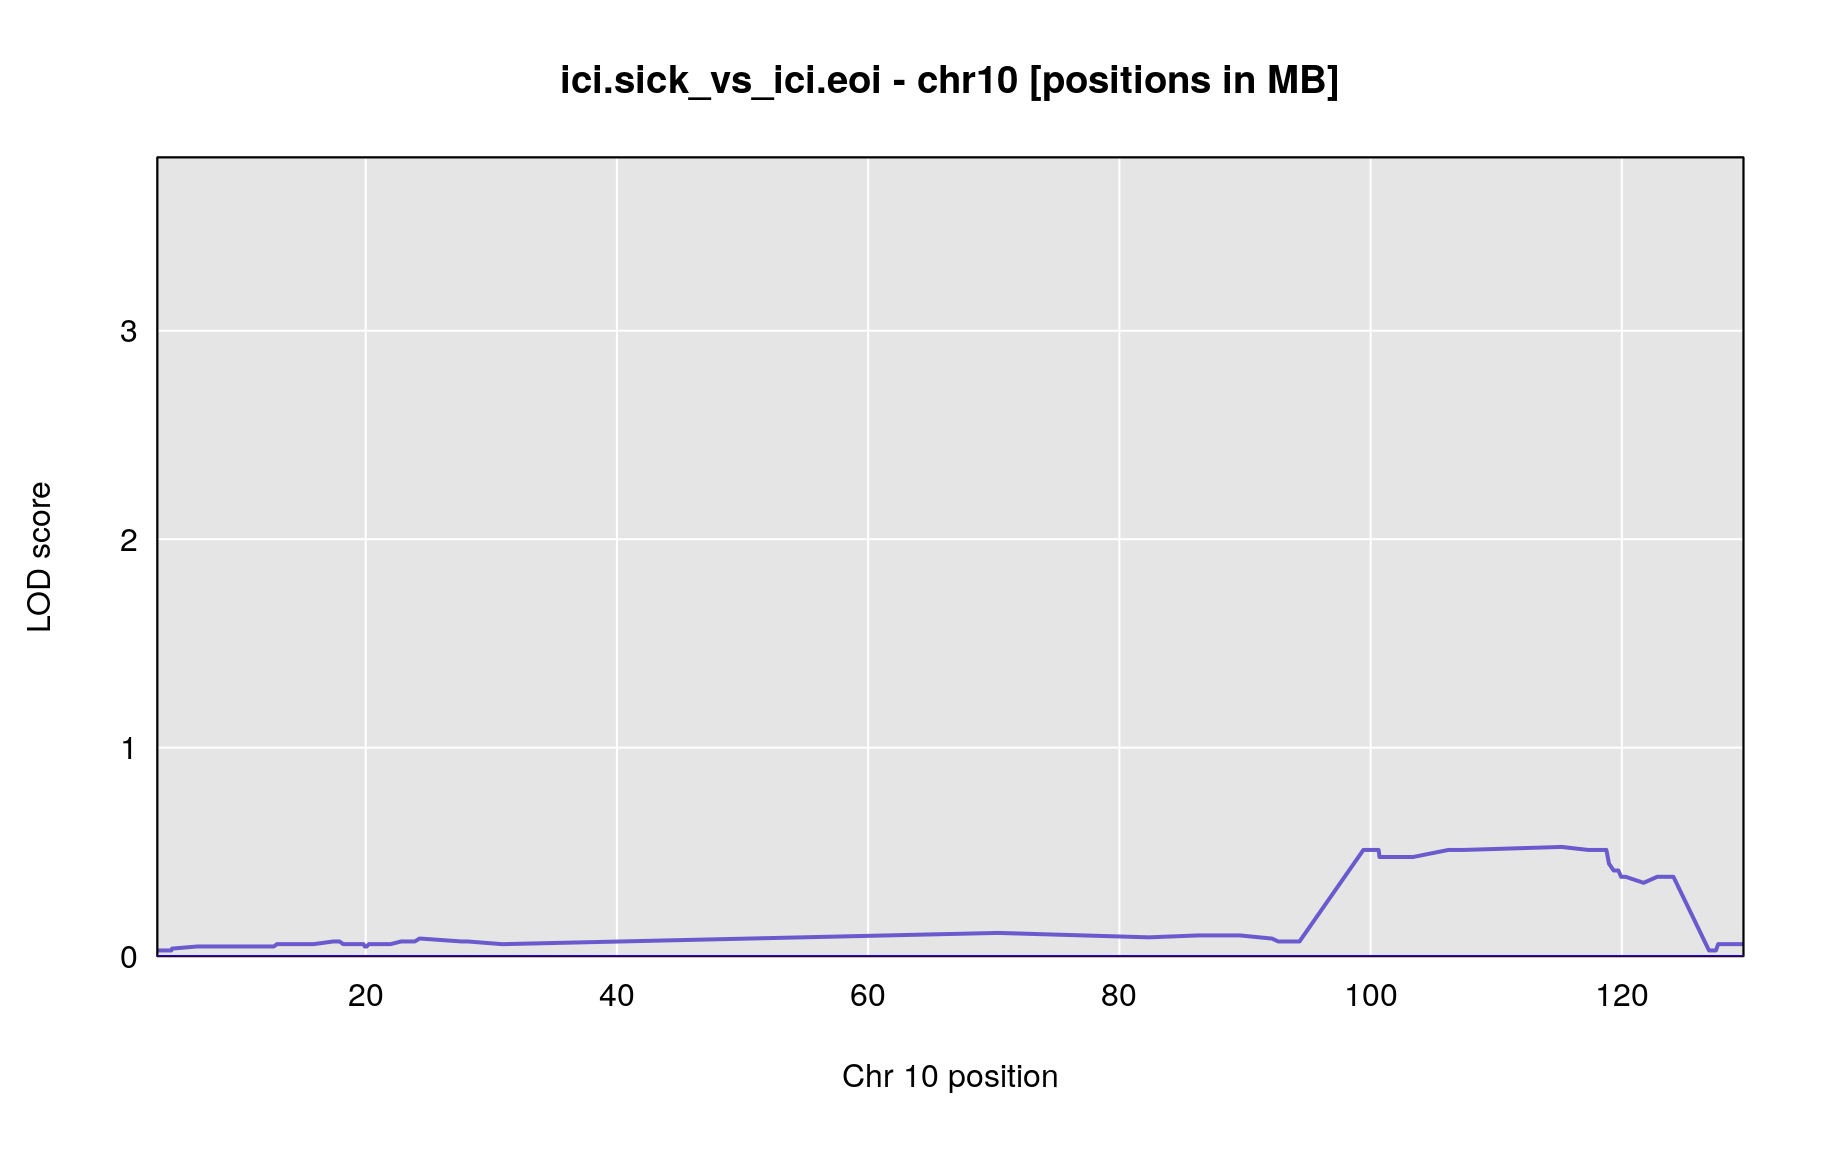 ici.sick_vs_ici.eoi - chr10 [positions in MB]
3
2
1
0
LOD score
20 40 60 80 100 120
Chr 10 position